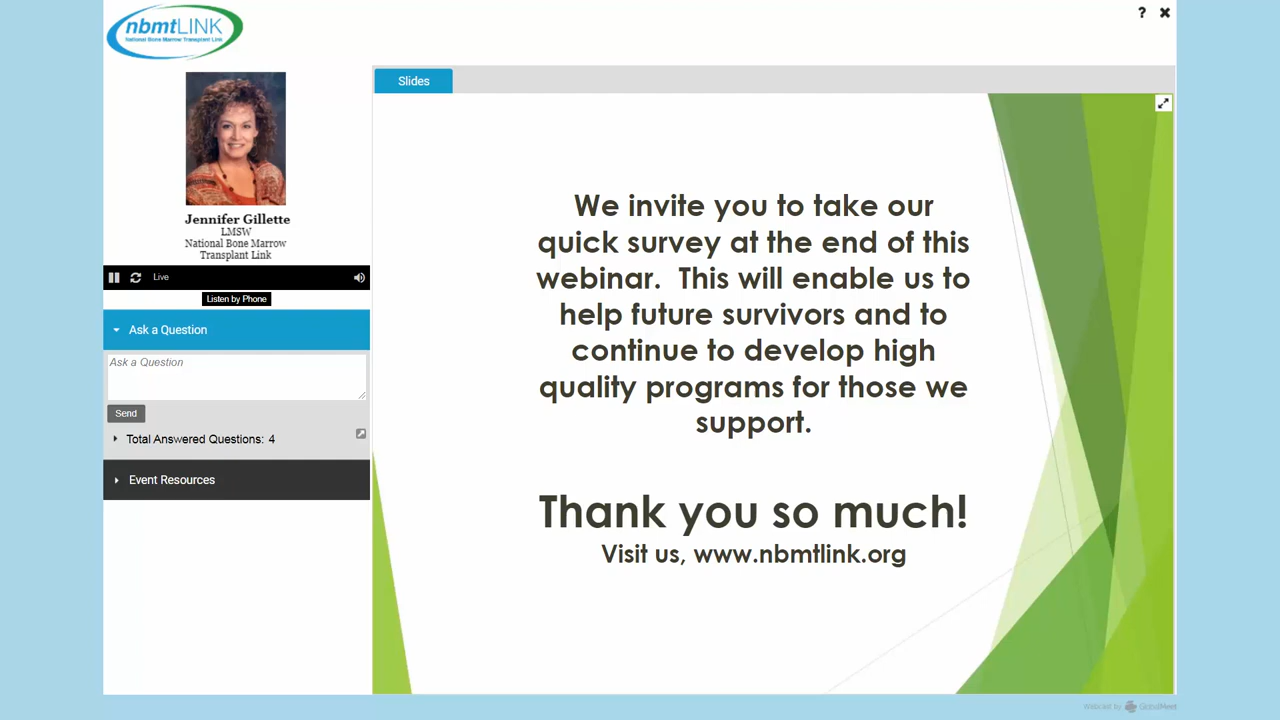 nbmtLINK
National Bone Marrow Transplant Link
? ×
Jennifer Gillette
LMSW
National Bone Marrow
Transplant Link
Live
Listen by Phone
Ask a Question
Ask a Question
Send
Total Answered Questions: 4
Event Resources
Slides
We invite you to take our
quick survey at the end of this
webinar. This will enable us to
help future survivors and to
continue to develop high
quality programs for those we
support.
Thank you so much!
Visit us, www.nbmtlink.org
Webcast by GlobalMeet